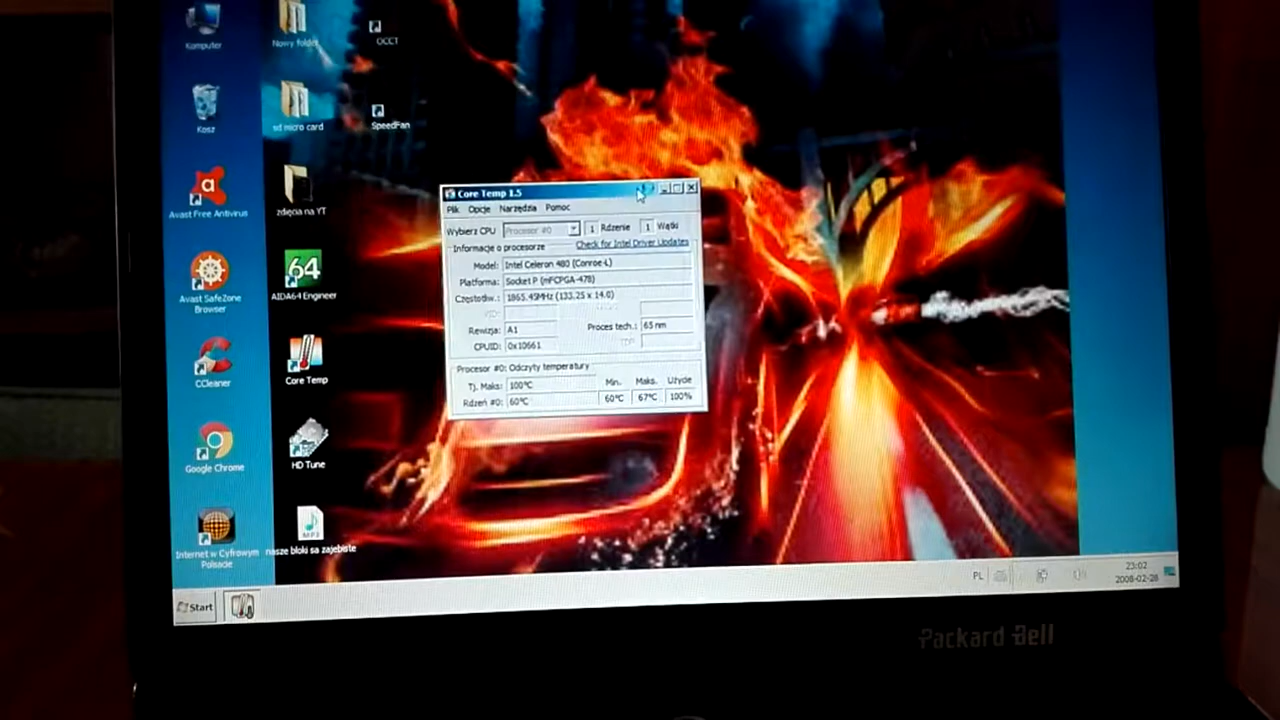 Komputer
Nowy folder
OCCT
Kosz
sd micro card
SpeedFan
Avast Free Antivirus
zdjęcia na YT
Avast SafeZone
Browser
64
AIDA64 Engineer
CCleaner
Core Temp
Google Chrome
HD Tune
Internet w Cyfrowym
Polsacie
MP3
nasze bloki sa zajebiste
Core Temp 1.5
Plik Opcje Narzędzia Pomoc
Wybierz CPU Procesor #0 1 Rdzenie 1 Wątki
Informacje o procesorze Check for Intel Driver Updates
Model: Intel Celeron 480 (Conroe-L)
Platforma: Socket P (mFCPGA-478)
Częstotliw.: 1865.45MHz (133.25 x 14.0)
Rewizja: A1 Proces tech.: 65 nm
CPUID: 0x10661
Procesor #0: Odczyty temperatury
Tj. Maks: 100°C Min. Maks. Użycie
Rdzeń #0: 60°C 60°C 67°C 100%
Start
PL
23:02
2008-02-28
Packard Bell